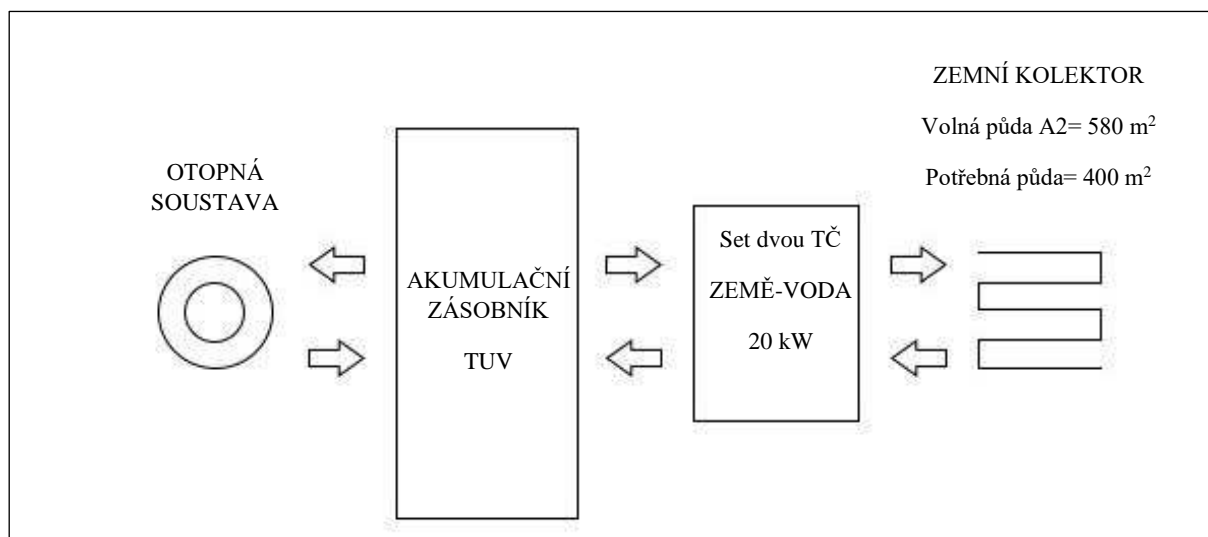 ZEMNÍ KOLEKTOR
Volná půda A2= 580 m²
Potřebná půda= 400 m²
OTOPNÁ
SOUSTAVA
AKUMULAČNÍ
ZÁSOBNÍK
TUV
Set dvou TČ
ZEMĚ-VODA
20 kW